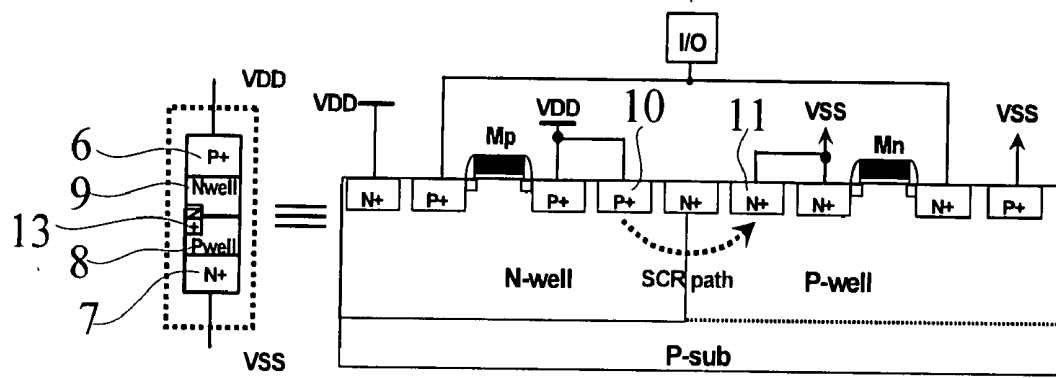 I/O
VDD
VDD
VDD
10
11
VSS
VSS
Mp
Mn
6
P+
9
Nwell
N+
13
Pwell
8
N+
7
VSS
N+
P+
P+
P+
N+
N+
N+
N+
P+
N-well
SCR path
P-well
P-sub